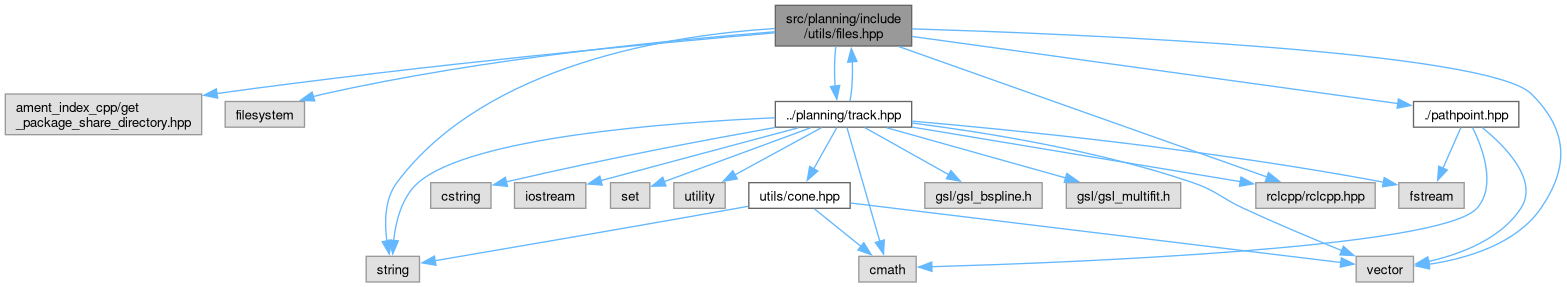 src/planning/include
/utils/files.hpp
ament_index_cpp/get
_package_share_directory.hpp
filesystem
../planning/track.hpp
./pathpoint.hpp
cstring
iostream
set
utility
utils/cone.hpp
gsl/gsl_bspline.h
gsl/gsl_multifit.h
rclcpp/rclcpp.hpp
fstream
string
cmath
vector